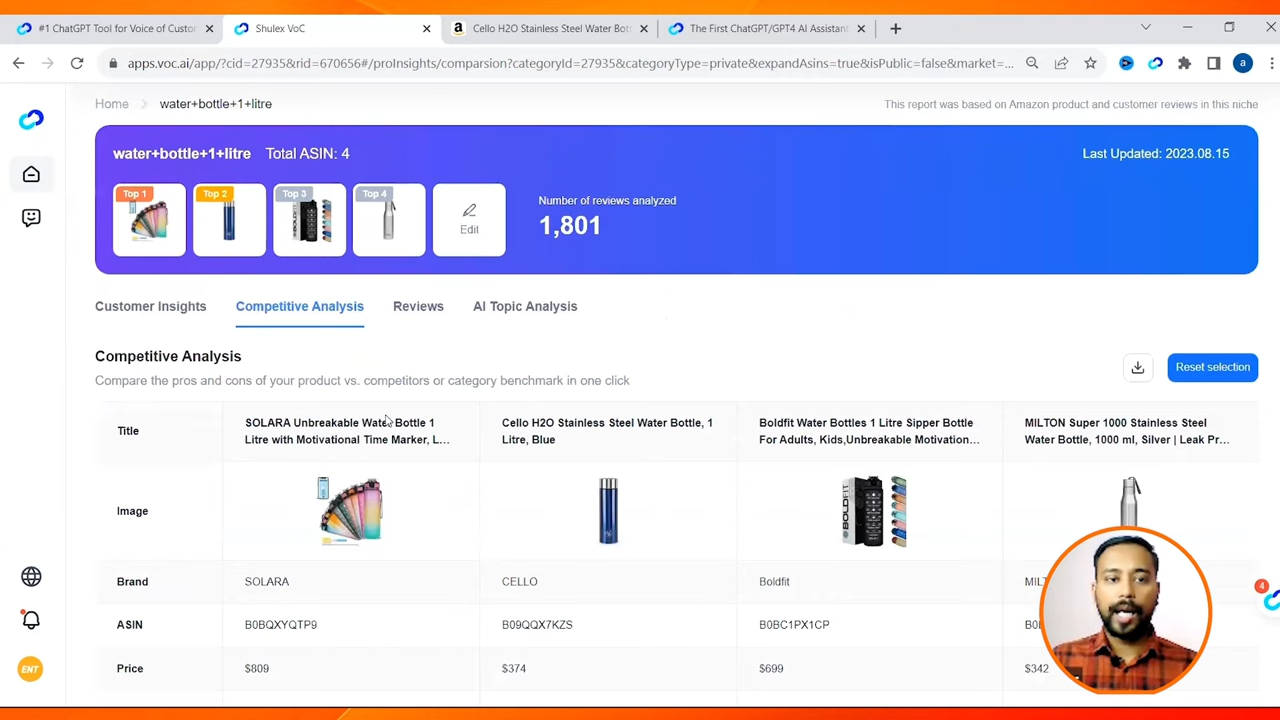 #1 ChatGPT Tool for Voice of Custor
Shulex VoC
Cello H2O Stainless Steel Water Bot
The First ChatGPT/GPT4 AI Assistant
apps.voc.ai/app/?cid=27935&rid=670656#/proInsights/comparsion?categoryId=27935&categoryType=private&expandAsins=true&isPublic=false&market=...
a
Home
water+bottle+1+litre
This report was based on Amazon product and customer reviews in this niche
water+bottle+1+litre Total ASIN: 4
Last Updated: 2023.08.15
Top 1
Top 2
Top 3
Top 4
Edit
Number of reviews analyzed
1,801
Customer Insights
Competitive Analysis
Reviews
AI Topic Analysis
Competitive Analysis
Compare the pros and cons of your product vs. competitors or category benchmark in one click
Reset selection
Title
SOLARA Unbreakable Water Bottle 1
Litre with Motivational Time Marker, L...
Cello H2O Stainless Steel Water Bottle, 1
Litre, Blue
Boldfit Water Bottles 1 Litre Sipper Bottle
For Adults, Kids,Unbreakable Motivation...
MILTON Super 1000 Stainless Steel
Water Bottle, 1000 ml, Silver | Leak Pr...
Image
BOLDFIT
Brand
SOLARA
CELLO
Boldfit
ASIN
B0BQXYQTP9
B09QQX7KZS
B0BC1PX1CP
Price
$809
$374
$699
$342
4
ENT